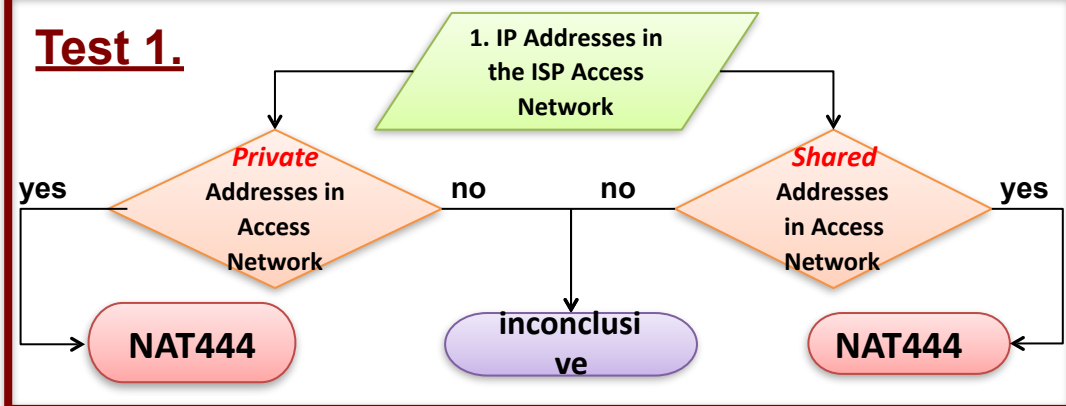 Test 1.
1. IP Addresses in
the ISP Access
Network
Private
Addresses in
Access
Network
Shared
Addresses
in Access
Network
yes
no
no
yes
NAT444
inconclusi
ve
NAT444